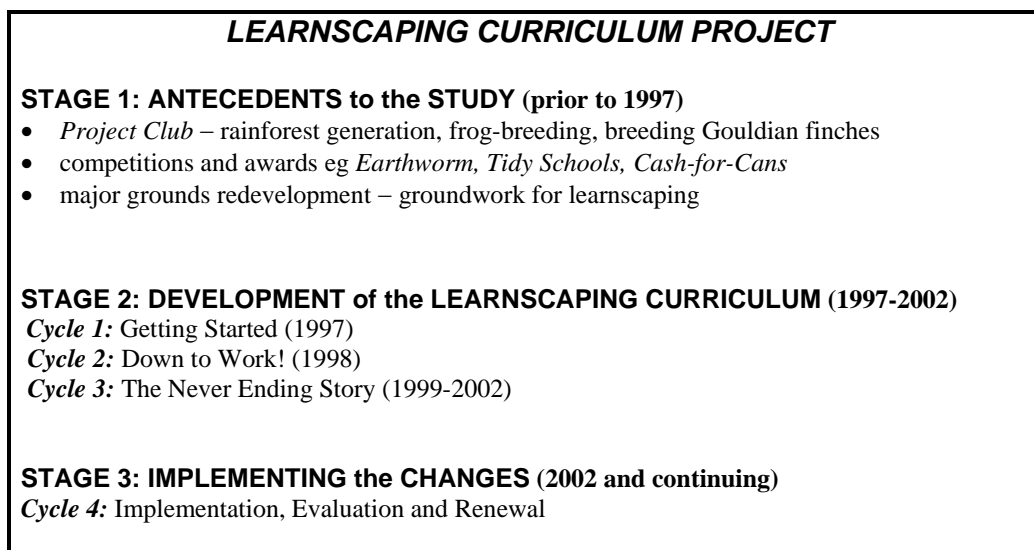 LEARNSCAPING CURRICULUM PROJECT
STAGE 1: ANTECEDENTS to the STUDY (prior to 1997)
• Project Club – rainforest generation, frog-breeding, breeding Gouldian finches
• competitions and awards eg Earthworm, Tidy Schools, Cash-for-Cans
• major grounds redevelopment – groundwork for learnscaping
STAGE 2: DEVELOPMENT of the LEARNSCAPING CURRICULUM (1997-2002)
Cycle 1: Getting Started (1997)
Cycle 2: Down to Work! (1998)
Cycle 3: The Never Ending Story (1999-2002)
STAGE 3: IMPLEMENTING the CHANGES (2002 and continuing)
Cycle 4: Implementation, Evaluation and Renewal